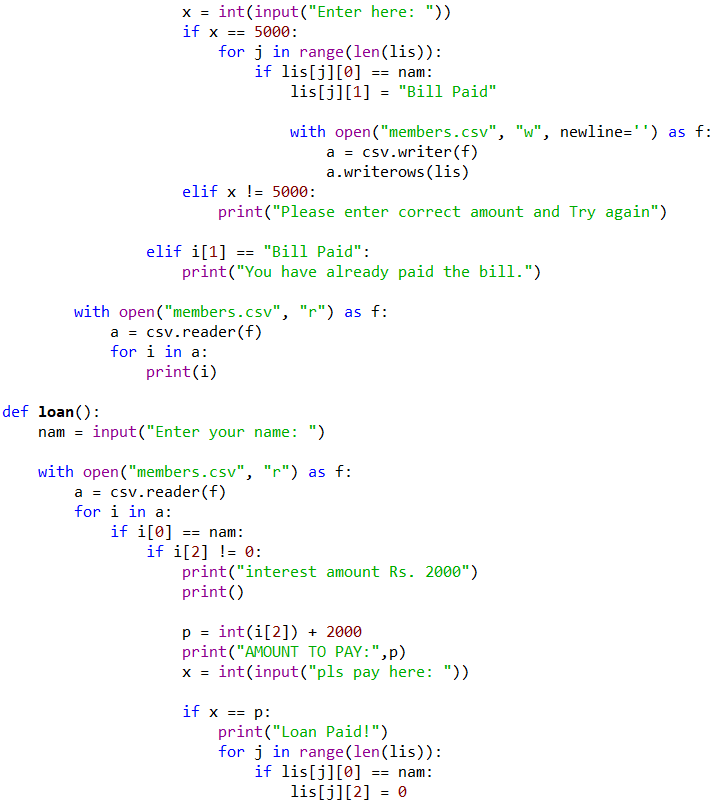 x = int(input("Enter here: "))
                    if x == 5000:
                        for j in range(len(lis)):
                            if lis[j][0] == nam:
                                lis[j][1] = "Bill Paid"

                                with open("members.csv", "w", newline='') as f:
                                    a = csv.writer(f)
                                    a.writerows(lis)
                    elif x != 5000:
                        print("Please enter correct amount and Try again")

                elif i[1] == "Bill Paid":
                    print("You have already paid the bill.")

        with open("members.csv", "r") as f:
            a = csv.reader(f)
            for i in a:
                print(i)

def loan():
    nam = input("Enter your name: ")

    with open("members.csv", "r") as f:
        a = csv.reader(f)
        for i in a:
            if i[0] == nam:
                if i[2] != 0:
                    print("interest amount Rs. 2000")
                    print()

                    p = int(i[2]) + 2000
                    print("AMOUNT TO PAY:",p)
                    x = int(input("pls pay here: "))

                    if x == p:
                        print("Loan Paid!")
                        for j in range(len(lis)):
                            if lis[j][0] == nam:
                                lis[j][2] = 0